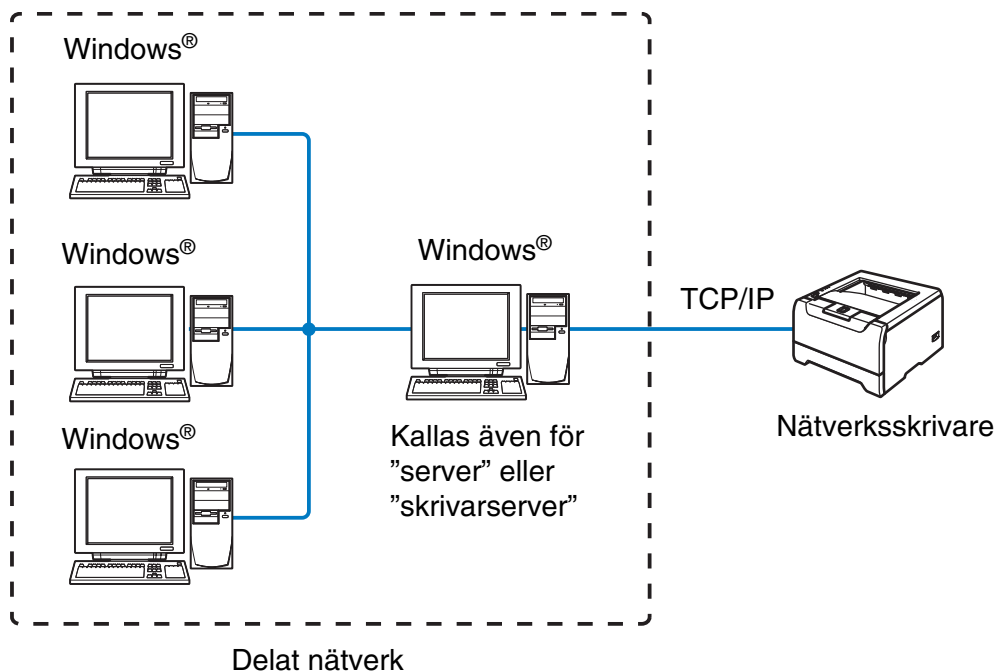 Windows®
Windows®
Windows®
TCP/IP
Windows®
Kallas även för
”server” eller
”skrivarserver”
Nätverksskrivare
Delat nätverk